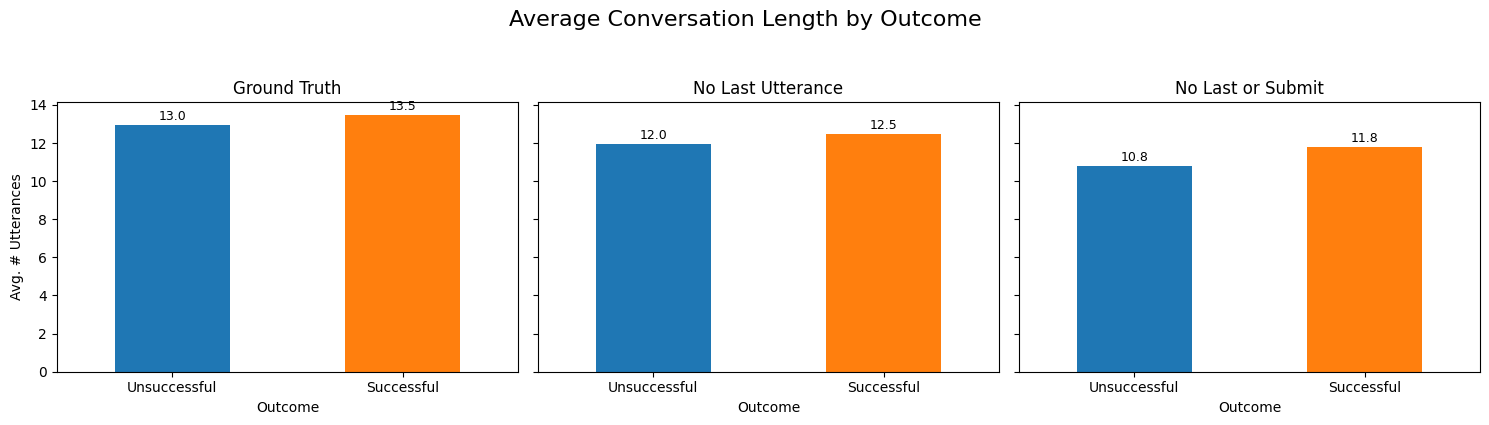 Average Conversation Length by Outcome
Ground Truth
No Last Utterance
No Last or Submit
Avg. # Utterances
14
12
10
8
6
4
2
0
13.0
13.5
12.0
12.5
10.8
11.8
Unsuccessful
Successful
Unsuccessful
Successful
Unsuccessful
Successful
Outcome
Outcome
Outcome